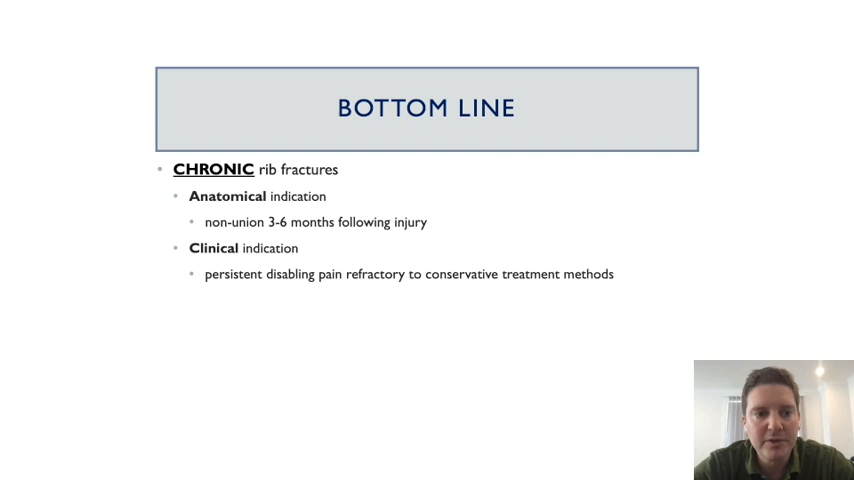 BOTTOM LINE
• CHRONIC rib fractures
• Anatomical indication
• non-union 3-6 months following injury
• Clinical indication
• persistent disabling pain refractory to conservative treatment methods